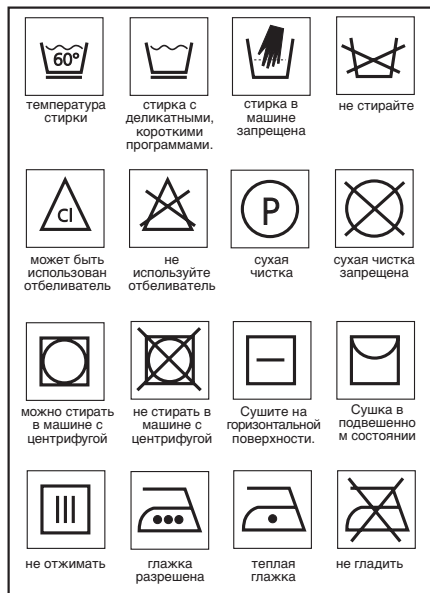 60°
температура
стирки
стирка с
деликатными,
короткими
программами.
стирка в
машине
запрещена
не стирайте
Cl
может быть
использован
отбеливатель
не
используйте
отбеливатель
P
сухая
чистка
сухая чистка
запрещена
можно стирать
в машине с
центрифугой
не стирать в
машине с
центрифугой
Сушите на
горизонтальной
поверхности.
Сушка в
подвешенно
м состоянии
не отжимать
глажка
разрешена
теплая
глажка
не гладить